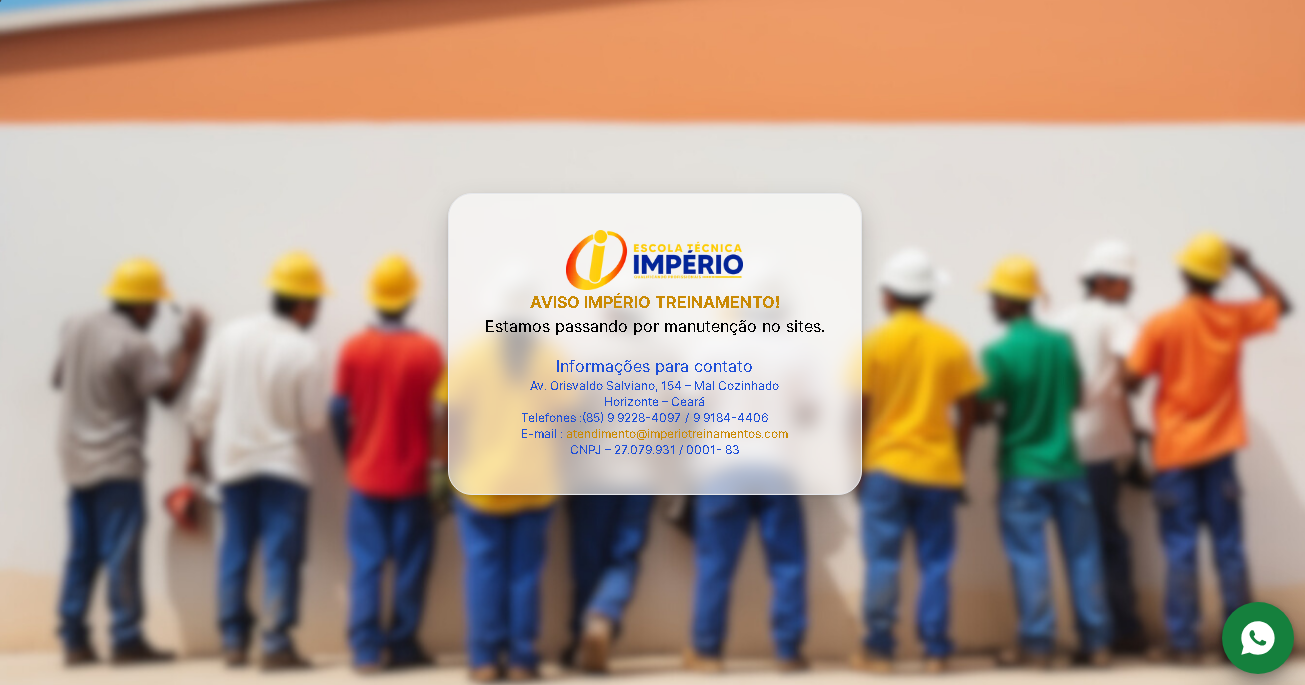 ESCOLA TÉCNICA
IMPÉRIO
AVISO IMPÉRIO TREINAMENTO!
Estamos passando por manutenção no sites.
Informações para contato
Av. Orisvaldo Salviano, 154 – Mal Cozinhado
Horizonte – Ceará
Telefones :(85) 9 9228-4097 / 9 9184-4406
E-mail : atendimento@imperiotreinamentos.com
CNPJ – 27.079.931 / 0001- 83